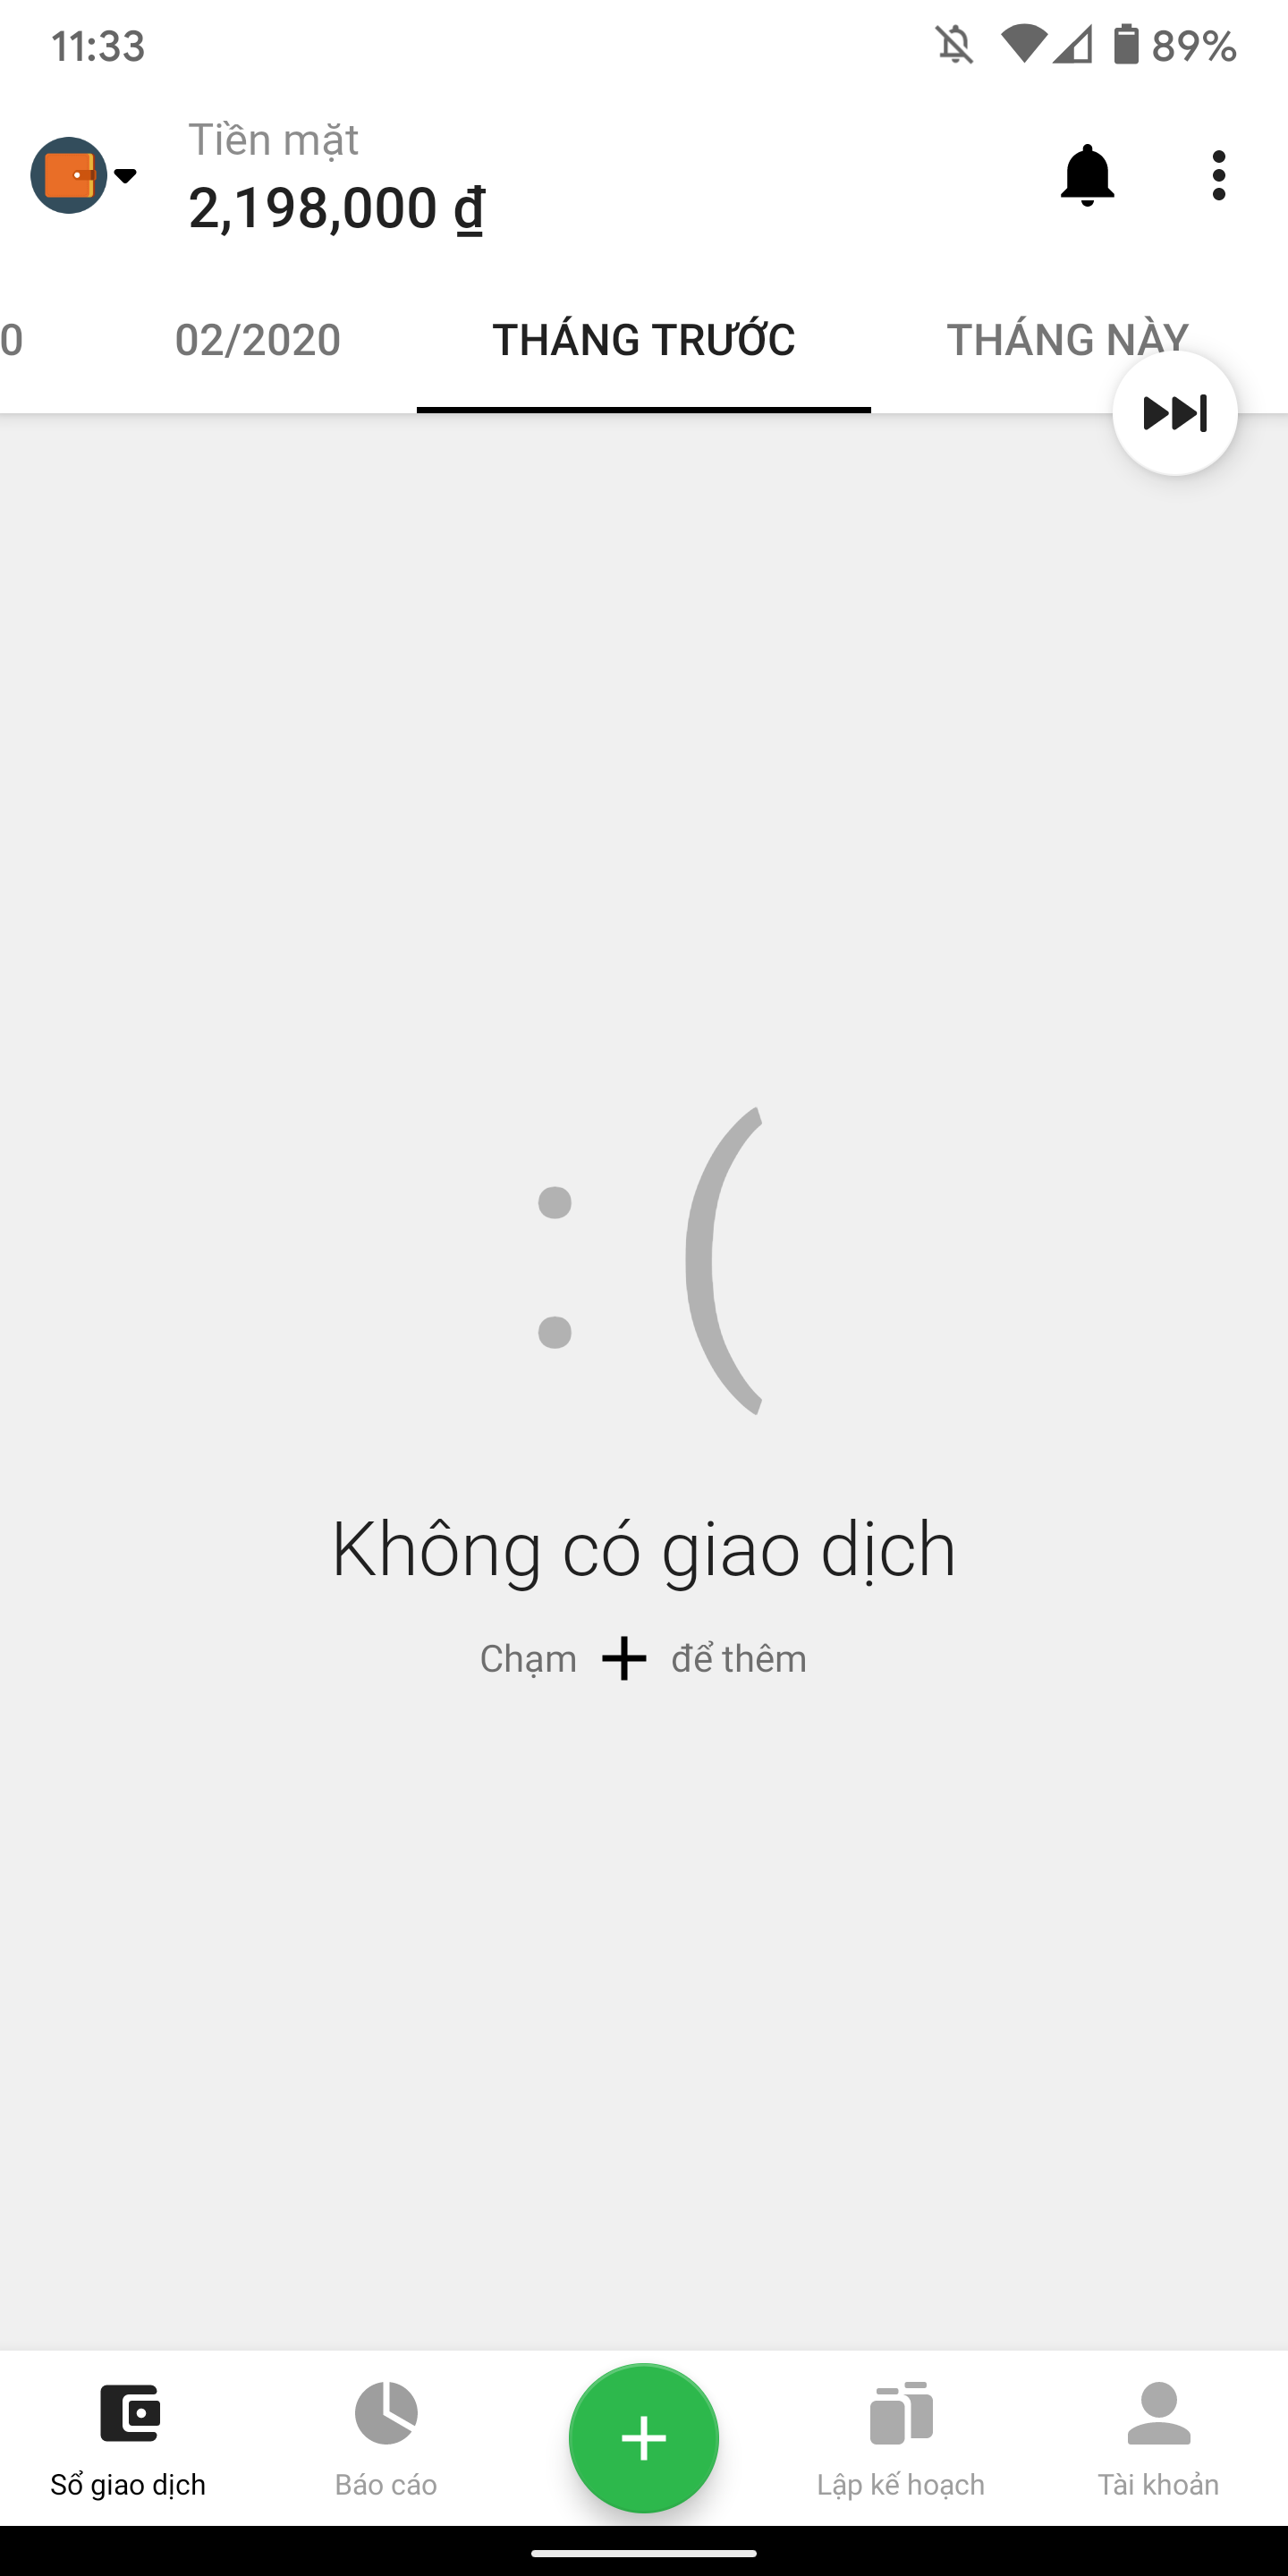 11:33
89%
Tiền mặt
2,198,000 ₫
0 02/2020 THÁNG TRƯỚC THÁNG NÀY
:(
Không có giao dịch
Chạm + để thêm
Sổ giao dịch Báo cáo Lập kế hoạch Tài khoản